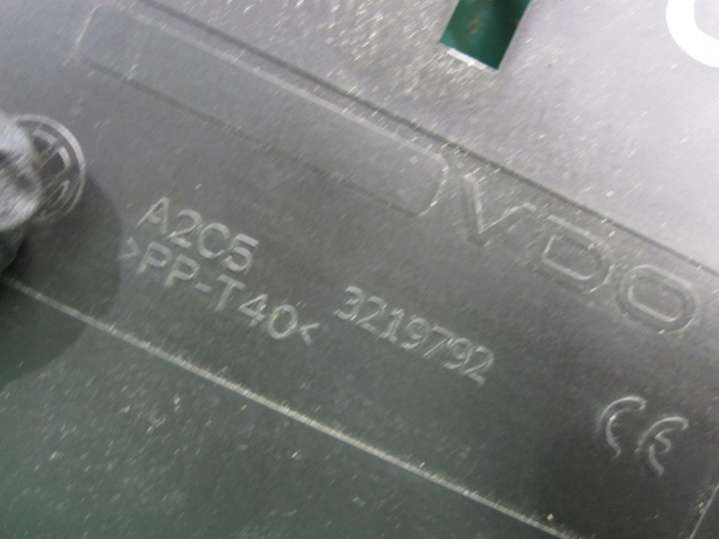 VDO
A2C5 3219792
>PP-T40<
CE